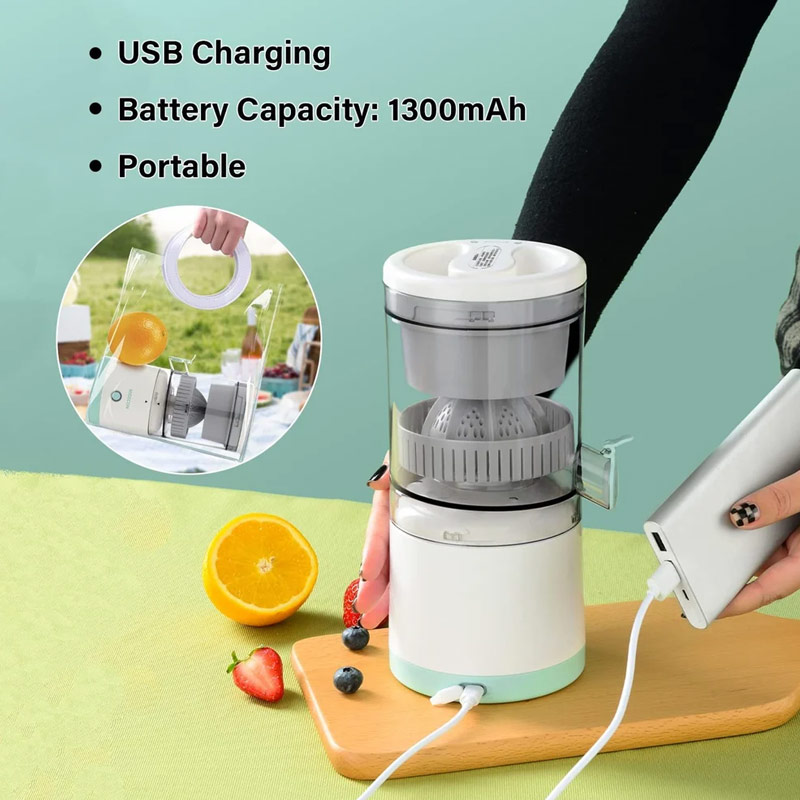 • USB Charging
• Battery Capacity: 1300mAh
• Portable